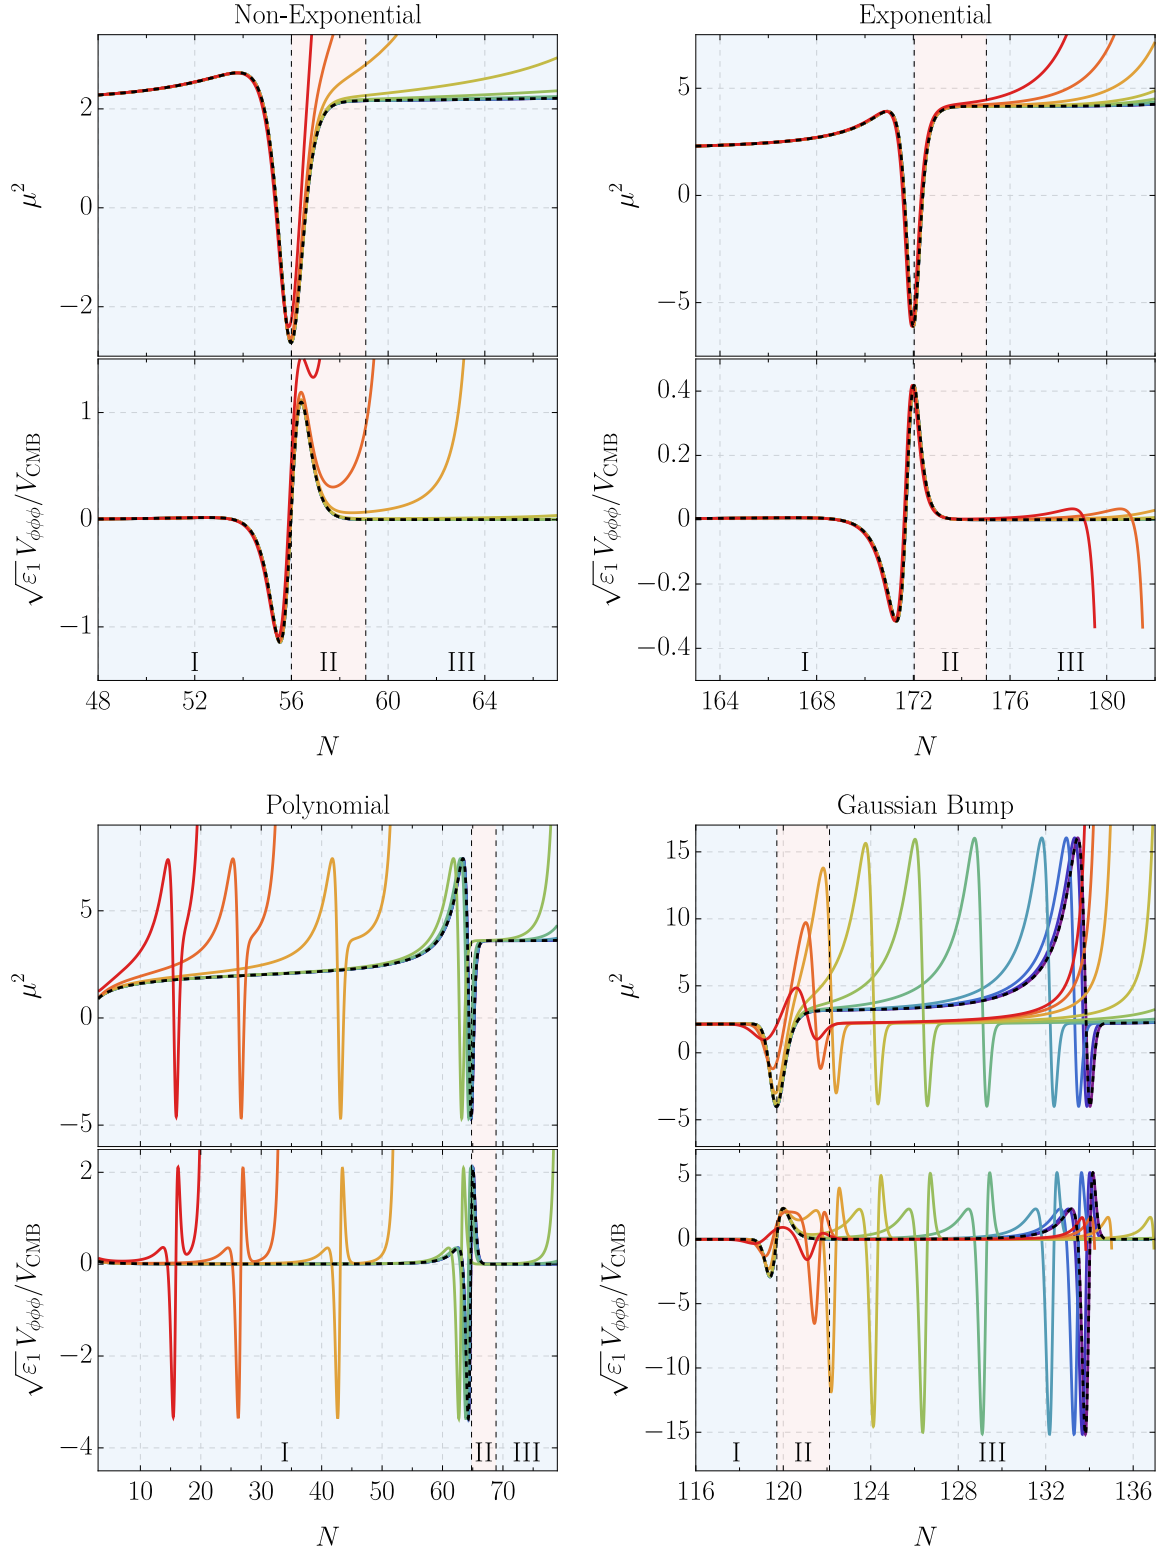 Non-Exponential
μ²
2
0
−2
√ε₁ V_ϕϕϕ/V_CMB
1
0
−1
I II III
48 52 56 60 64
N
Exponential
μ²
5
0
−5
√ε₁ V_ϕϕϕ/V_CMB
0.4
0.2
0
−0.2
−0.4
I II III
164 168 172 176 180
N
Polynomial
μ²
5
0
−5
√ε₁ V_ϕϕϕ/V_CMB
2
0
−2
−4
I II III
10 20 30 40 50 60 70
N
Gaussian Bump
μ²
15
10
5
0
−5
√ε₁ V_ϕϕϕ/V_CMB
5
0
−5
−10
−15
I II III
116 120 124 128 132 136
N